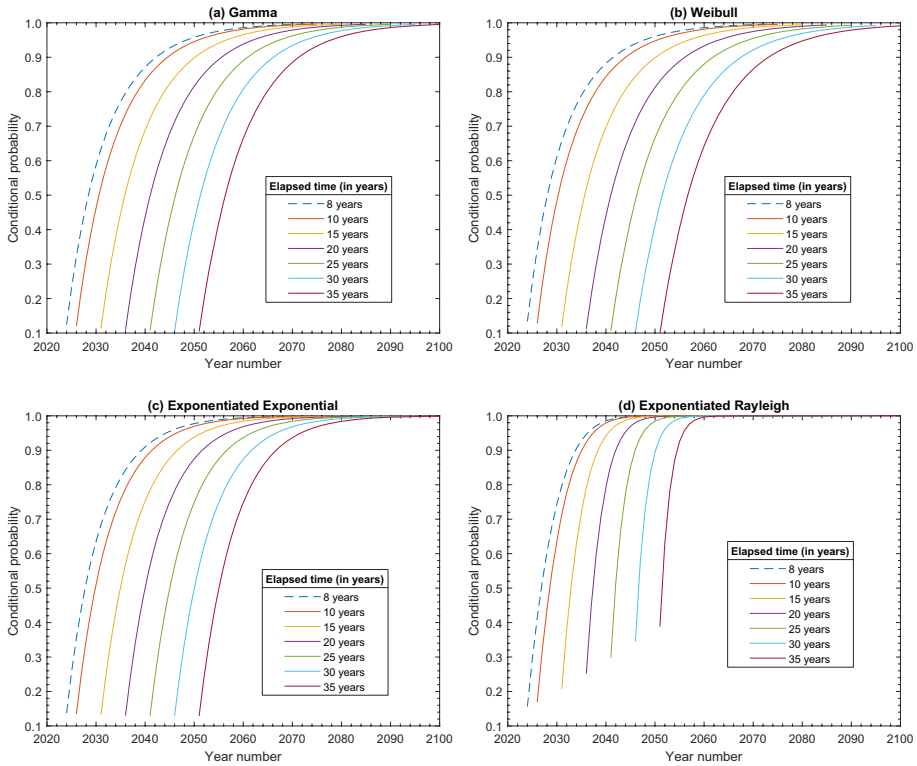 (a) Gamma
Conditional probability
1.0
0.9
0.8
0.7
0.6
0.5
0.4
0.3
0.2
0.1
Elapsed time (in years)
8 years
10 years
15 years
20 years
25 years
30 years
35 years
2020 2030 2040 2050 2060 2070 2080 2090 2100
Year number
(b) Weibull
Conditional probability
1.0
0.9
0.8
0.7
0.6
0.5
0.4
0.3
0.2
0.1
Elapsed time (in years)
8 years
10 years
15 years
20 years
25 years
30 years
35 years
2020 2030 2040 2050 2060 2070 2080 2090 2100
Year number
(c) Exponentiated Exponential
Conditional probability
1.0
0.9
0.8
0.7
0.6
0.5
0.4
0.3
0.2
0.1
Elapsed time (in years)
8 years
10 years
15 years
20 years
25 years
30 years
35 years
2020 2030 2040 2050 2060 2070 2080 2090 2100
Year number
(d) Exponentiated Rayleigh
Conditional probability
1.0
0.9
0.8
0.7
0.6
0.5
0.4
0.3
0.2
0.1
Elapsed time (in years)
8 years
10 years
15 years
20 years
25 years
30 years
35 years
2020 2030 2040 2050 2060 2070 2080 2090 2100
Year number